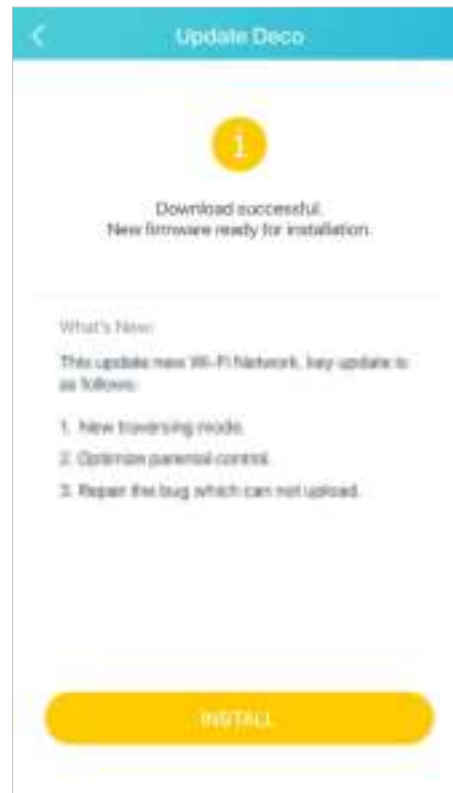 Update Deco
Download successful.
New firmware ready for installation.
What's New:
This update new Wi-Fi Network, key update is
as follows:
1. New traversing mode.
2. Optimize parental control.
3. Repair the bug which can not upload.
INSTALL